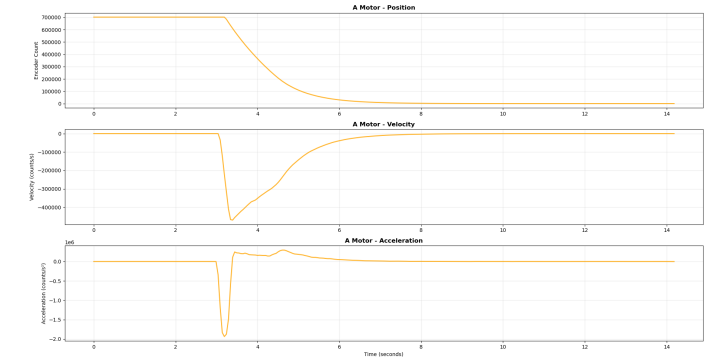 A Motor - Position
Encoder Count
700000
600000
500000
400000
300000
200000
100000
0
0 2 4 6 8 10 12 14
A Motor - Velocity
Velocity (counts/s)
0
−100000
−200000
−300000
−400000
0 2 4 6 8 10 12 14
A Motor - Acceleration
1e6
Acceleration (counts/s²)
0.0
−0.5
−1.0
−1.5
−2.0
0 2 4 6 8 10 12 14
Time (seconds)